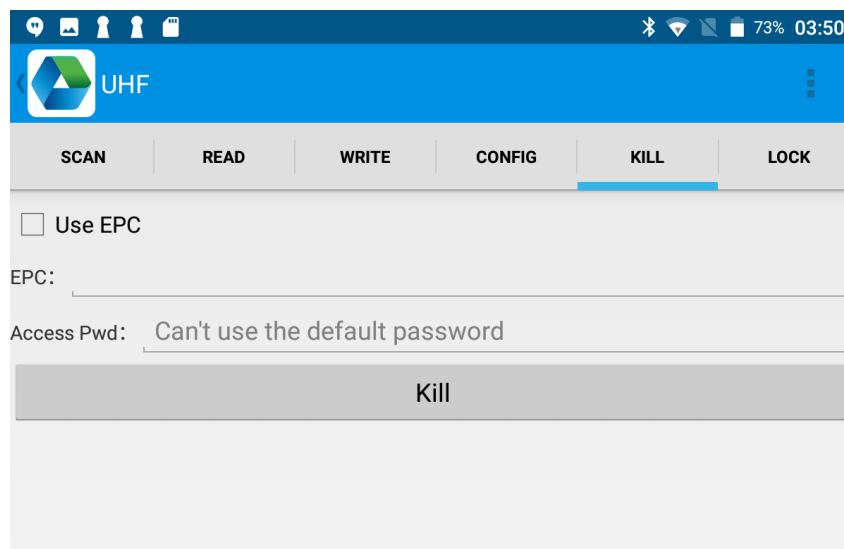 73% 03:50
UHF
SCAN READ WRITE CONFIG KILL LOCK
Use EPC
EPC:
Access Pwd: Can't use the default password
Kill